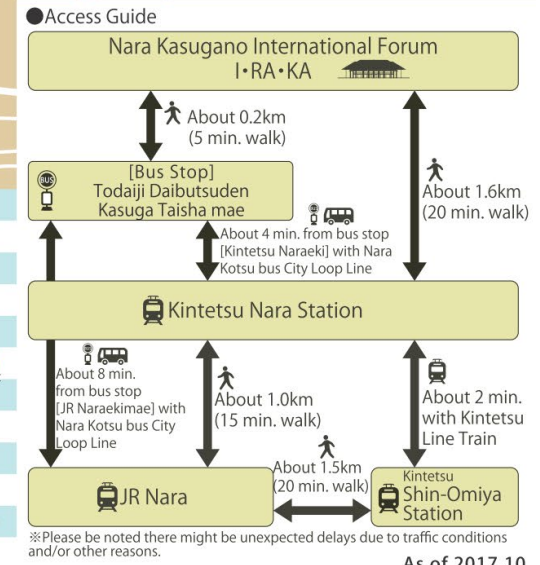 ●Access Guide
Nara Kasugano International Forum
I・RA・KA
About 0.2km
(5 min. walk)
[Bus Stop]
Todaiji Daibutsuden
Kasuga Taisha mae
BUS
About 1.6km
(20 min. walk)
About 4 min. from bus stop
[Kintetsu Naraeki] with Nara
Kotsu bus City Loop Line
Kintetsu Nara Station
About 8 min.
from bus stop
[JR Naraekimae] with
Nara Kotsu bus City
Loop Line
About 1.0km
(15 min. walk)
About 2 min.
with Kintetsu
Line Train
About 1.5km
(20 min. walk)
JR Nara
Kintetsu
Shin-Omiya
Station
※Please be noted there might be unexpected delays due to traffic conditions
and/or other reasons.
As of 2017.10